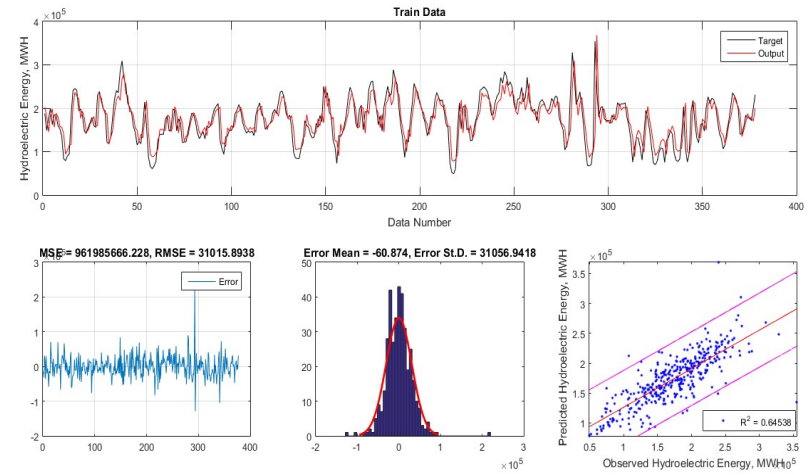 Train Data
× 10^5
Hydroelectric Energy, MWH
4
3
2
1
0
Target
Output
0 50 100 150 200 250 300 350 400
Data Number
MSE = 961985666.228, RMSE = 31015.8938
3
2
1
0
-1
-2
Error
0 100 200 300 400
Error Mean = -60.874, Error St.D. = 31056.9418
50
40
30
20
10
0
-2 -1 0 1 2 3
× 10^5
× 10^5
Predicted Hydroelectric Energy, MWH
3.5
3
2.5
2
1.5
1
R² = 0.64538
0.5 1 1.5 2 2.5 3 3.5
Observed Hydroelectric Energy, MWH